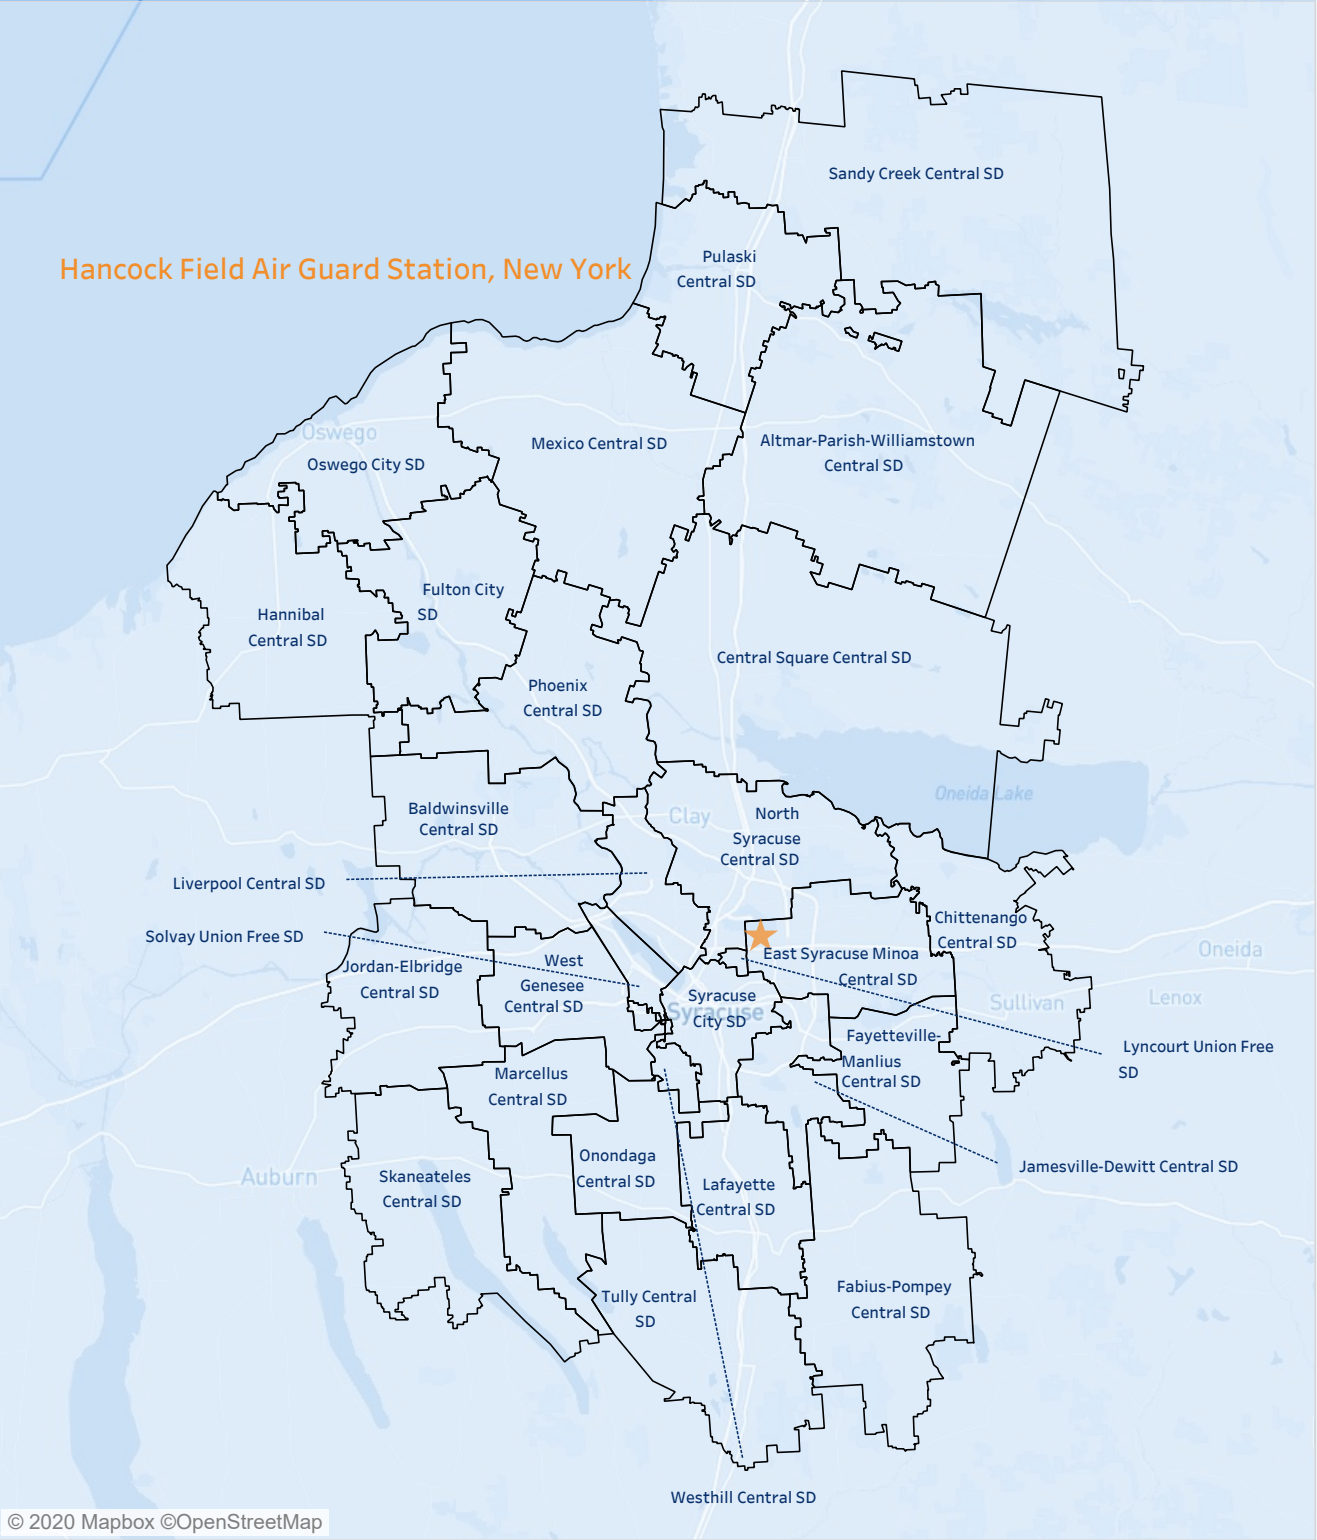 Sandy Creek Central SD
Hancock Field Air Guard Station, New York
Pulaski
Central SD
Oswego
Oswego City SD
Mexico Central SD
Altmar-Parish-Williamstown
Central SD
Hannibal
Central SD
Fulton City
SD
Central Square Central SD
Phoenix
Central SD
Oneida Lake
Baldwinsville
Central SD
Clay
North
Syracuse
Central SD
Liverpool Central SD
Solvay Union Free SD
Chittenango
Central SD
East Syracuse Minoa
Central SD
Oneida
Jordan-Elbridge
Central SD
West
Genesee
Central SD
Syracuse
City SD
Syracuse
Sullivan
Lenox
Fayetteville-
Manlius
Central SD
Lyncourt Union Free
SD
Marcellus
Central SD
Auburn
Skaneateles
Central SD
Onondaga
Central SD
Lafayette
Central SD
Jamesville-Dewitt Central SD
Tully Central
SD
Fabius-Pompey
Central SD
Westhill Central SD
© 2020 Mapbox ©OpenStreetMap